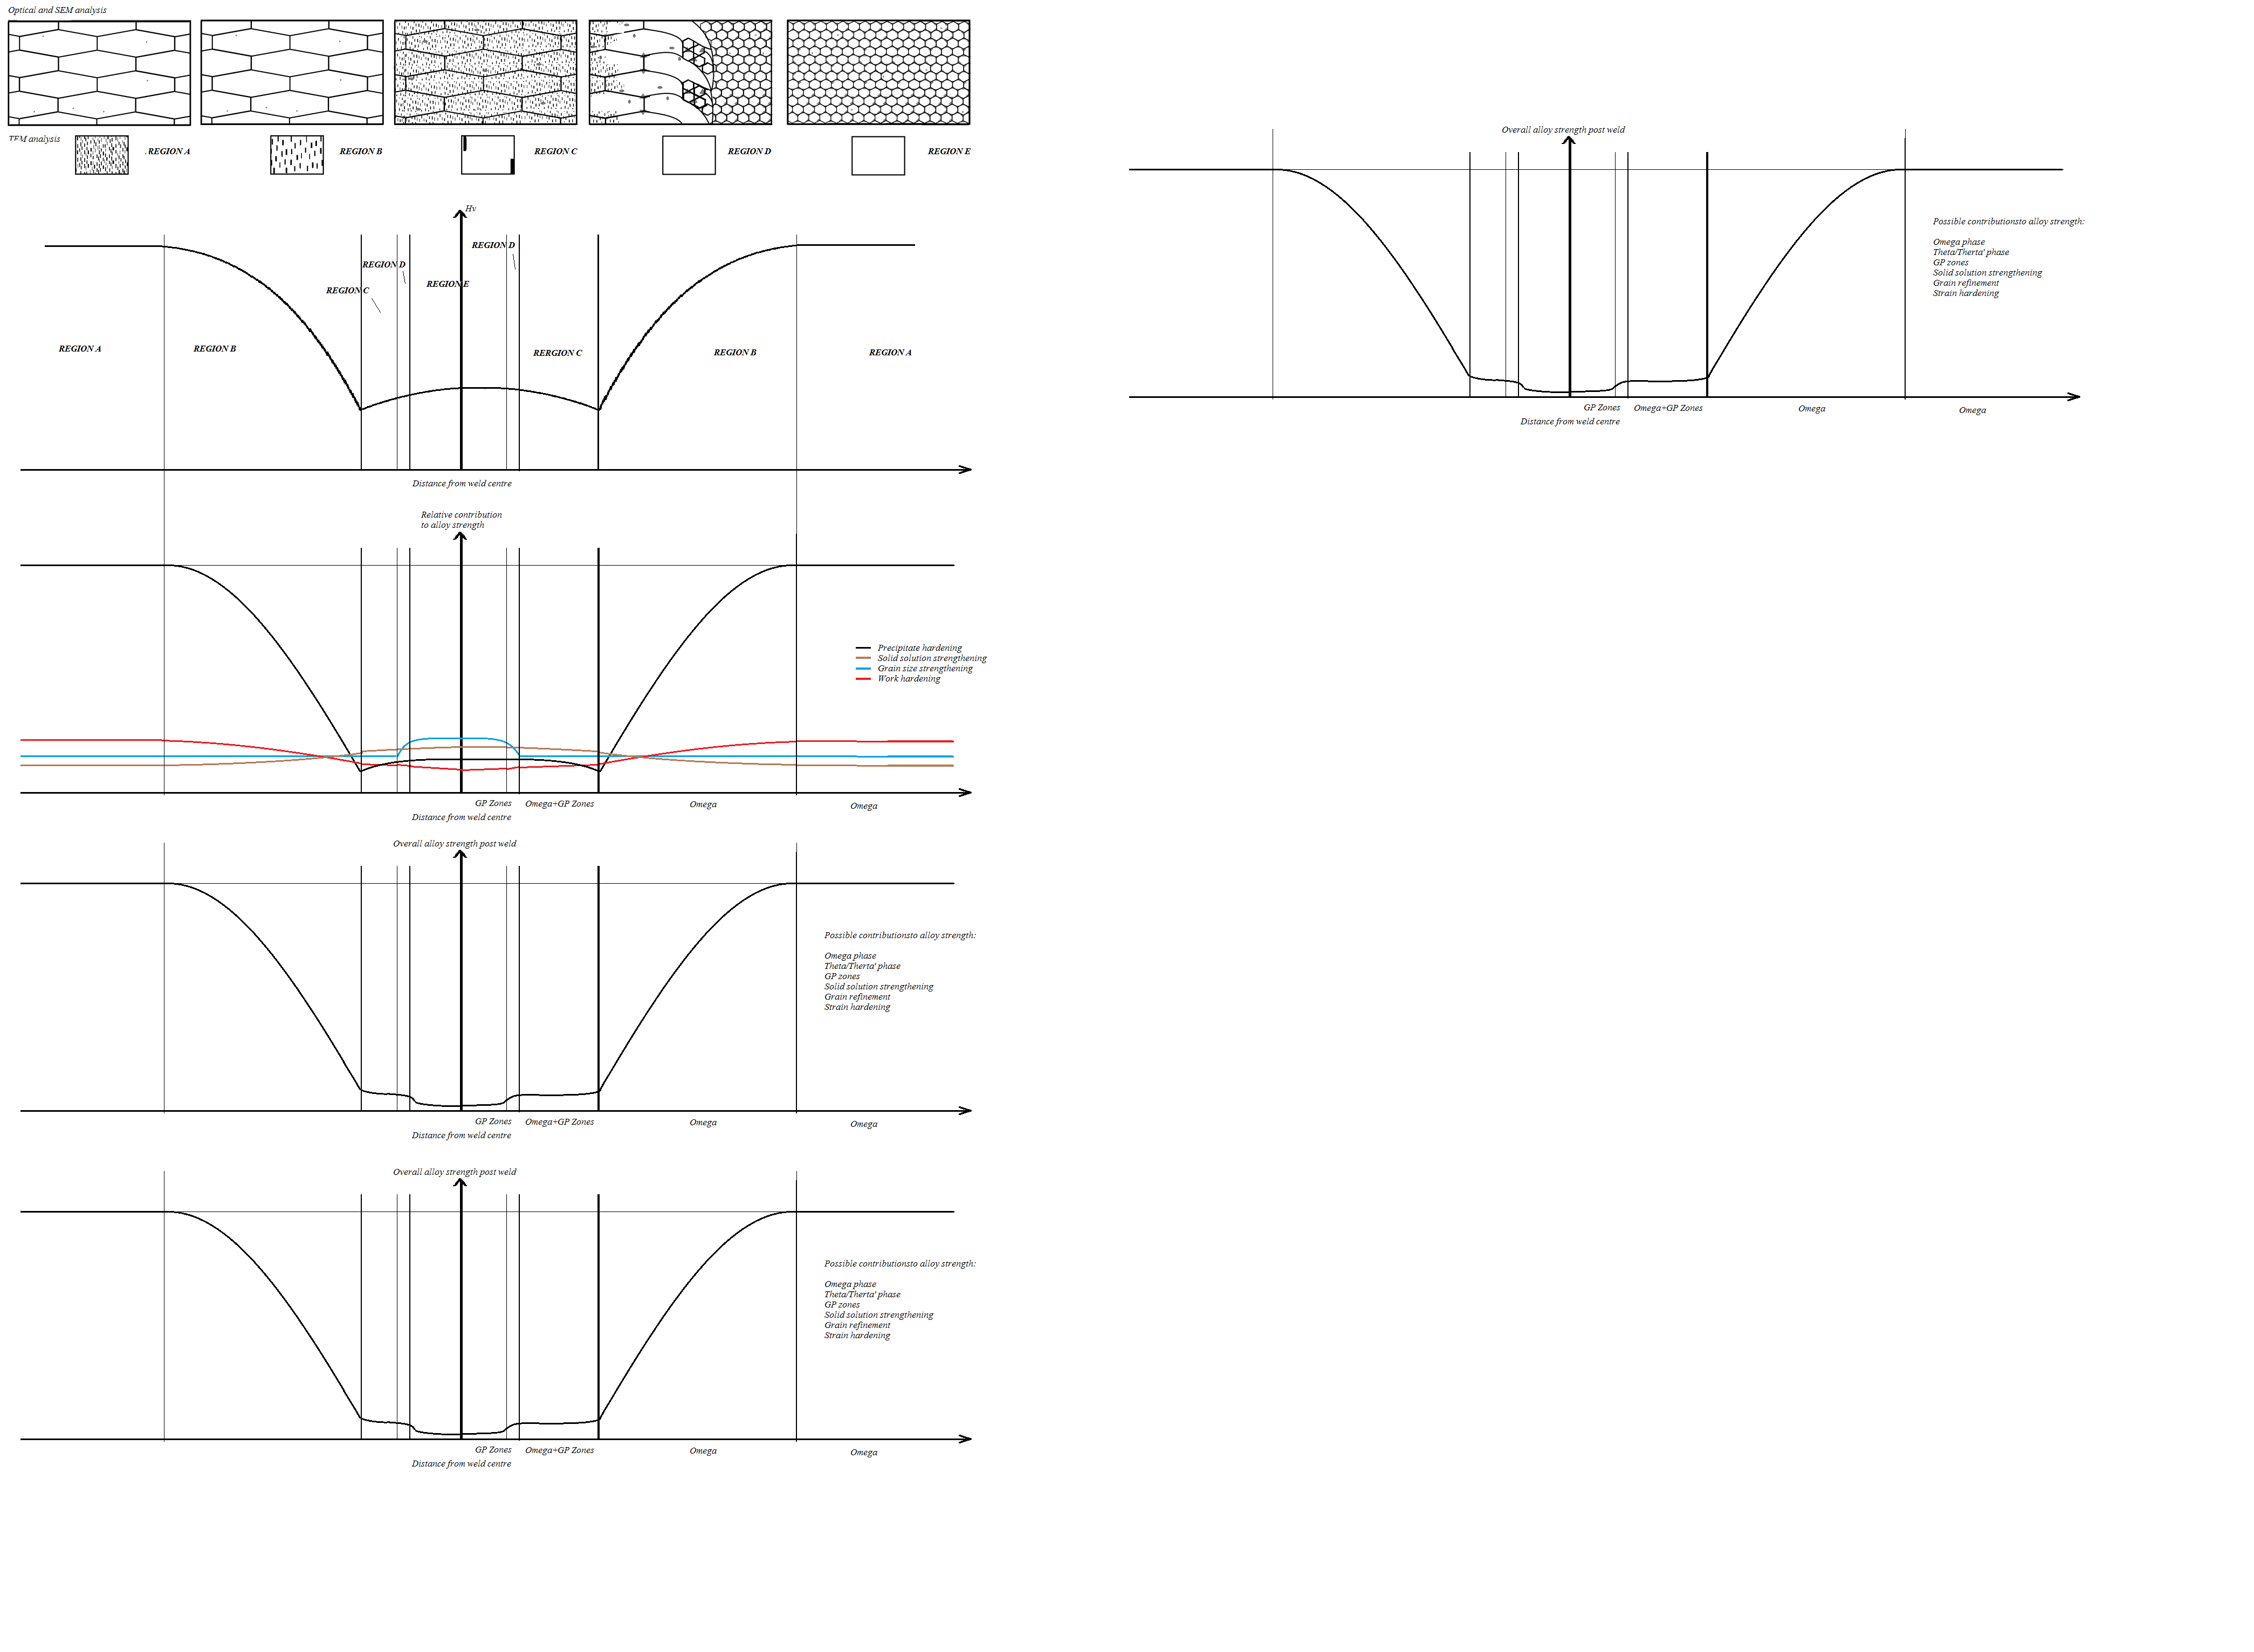 Optical and SEM analysis
TEM analysis
.REGION A
REGION B
REGION C
REGION D
REGION E
Hv
REGION D
REGION D
REGION E
REGION C
REGION A
REGION B
RERGION C
REGION B
REGION A
Distance from weld centre
Relative contribution
to alloy strength
Precipitate hardening
Solid solution strengthening
Grain size strengthening
Work hardening
GP Zones
Omega+GP Zones
Omega
Omega
Distance from weld centre
Overall alloy strength post weld
Possible contributionsto alloy strength:
Omega phase
Theta/Therta' phase
GP zones
Solid solution strengthening
Grain refinement
Strain hardening
GP Zones
Omega+GP Zones
Omega
Omega
Distance from weld centre
Overall alloy strength post weld
Possible contributionsto alloy strength:
Omega phase
Theta/Therta' phase
GP zones
Solid solution strengthening
Grain refinement
Strain hardening
GP Zones
Omega+GP Zones
Omega
Omega
Distance from weld centre
Overall alloy strength post weld
Possible contributionsto alloy strength:
Omega phase
Theta/Therta' phase
GP zones
Solid solution strengthening
Grain refinement
Strain hardening
GP Zones
Omega+GP Zones
Omega
Omega
Distance from weld centre